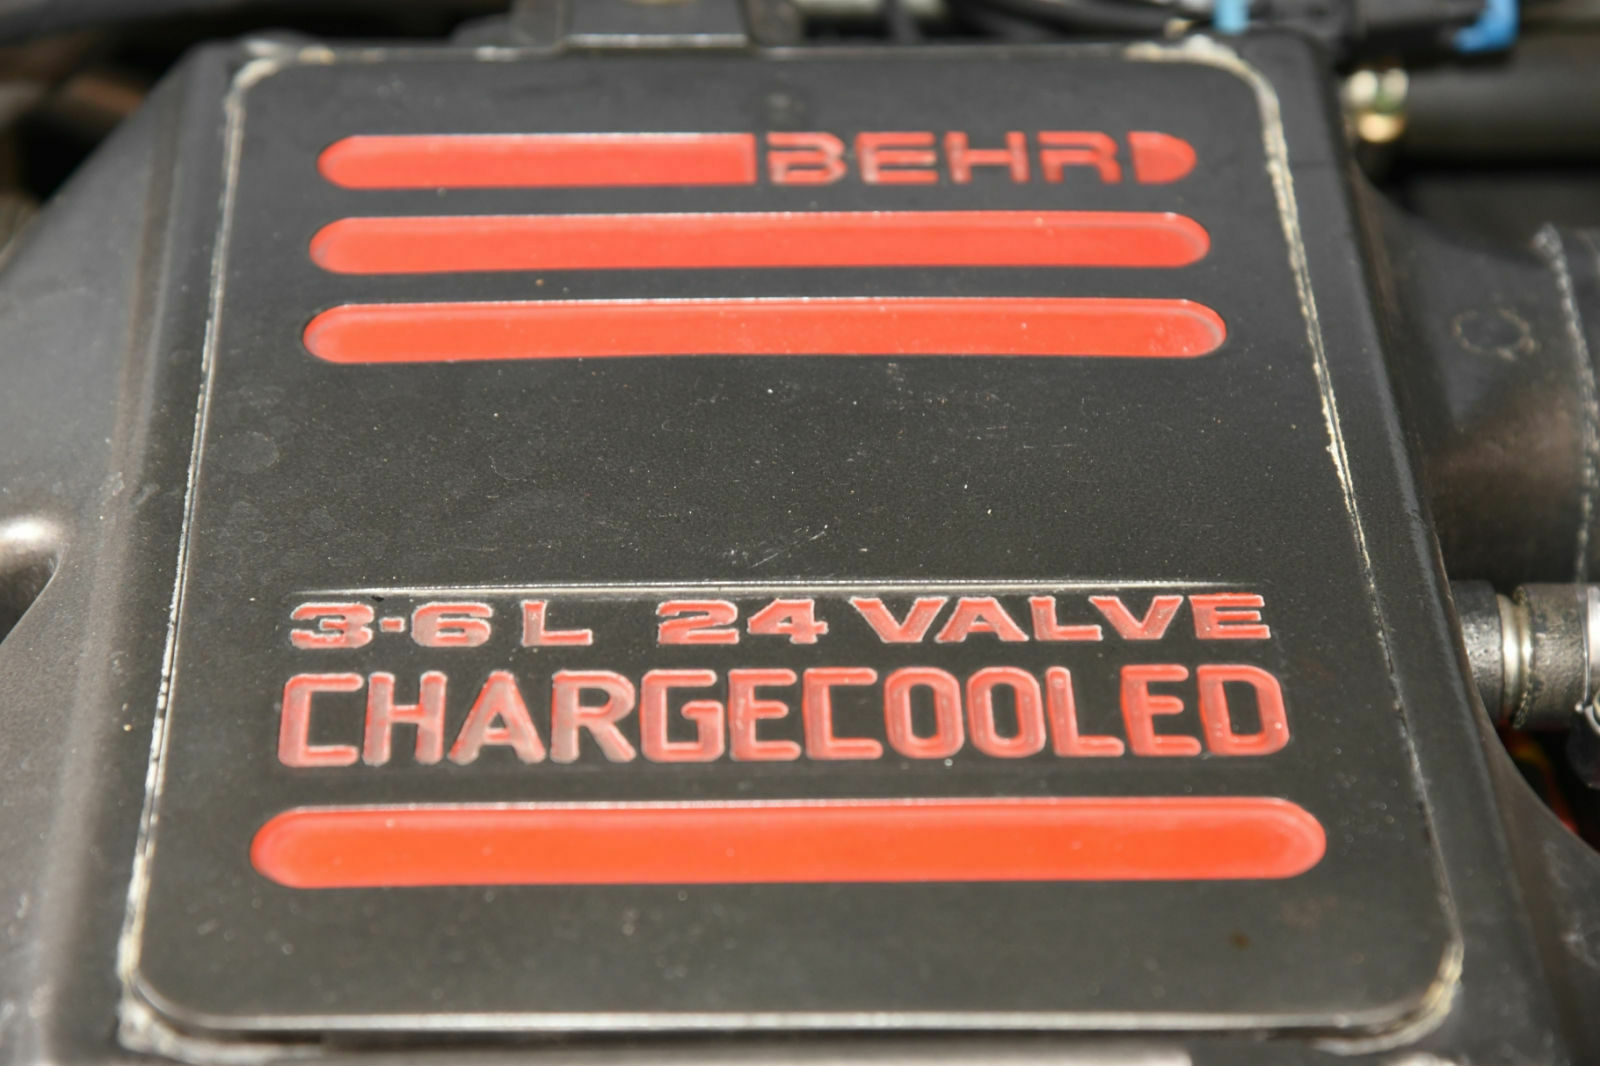 BEHR
3-6 L 24 VALVE
CHARGECOOLED